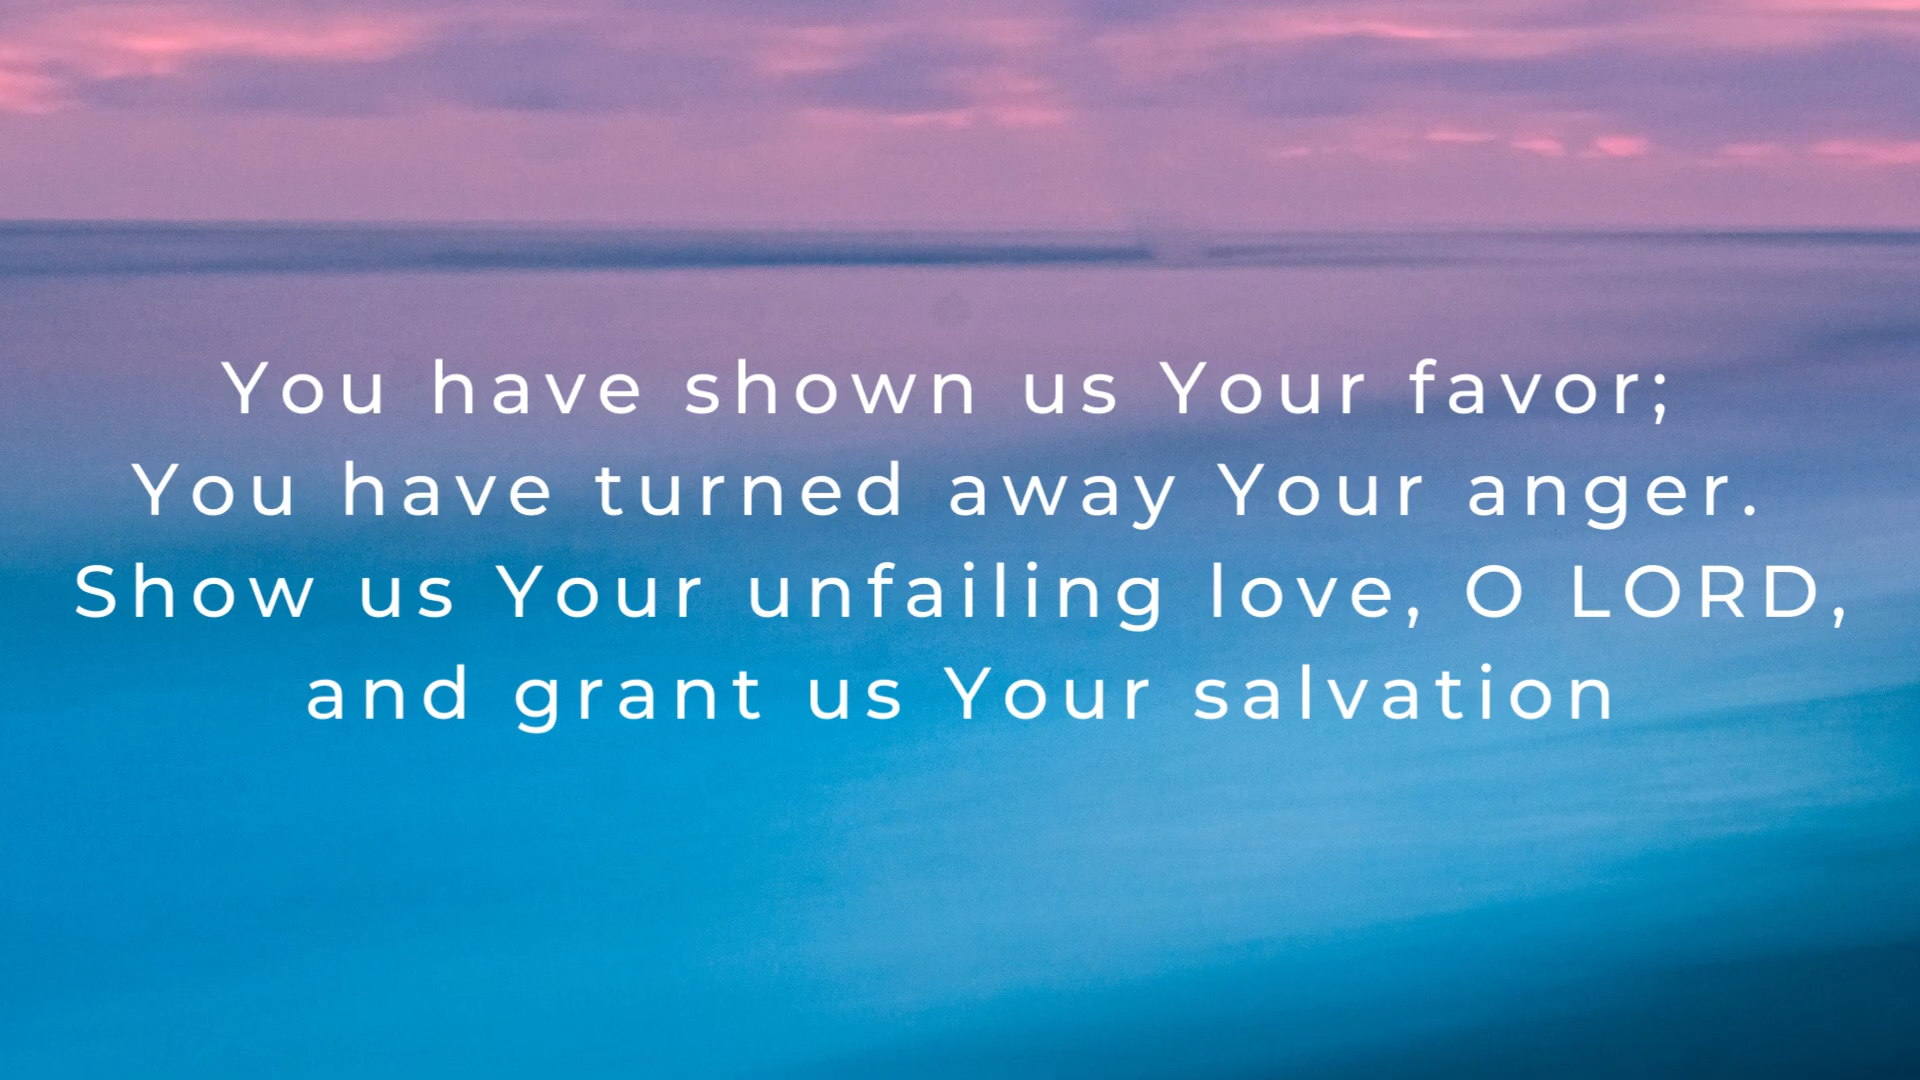 You have shown us Your favor;
You have turned away Your anger.
Show us Your unfailing love, O LORD,
and grant us Your salvation